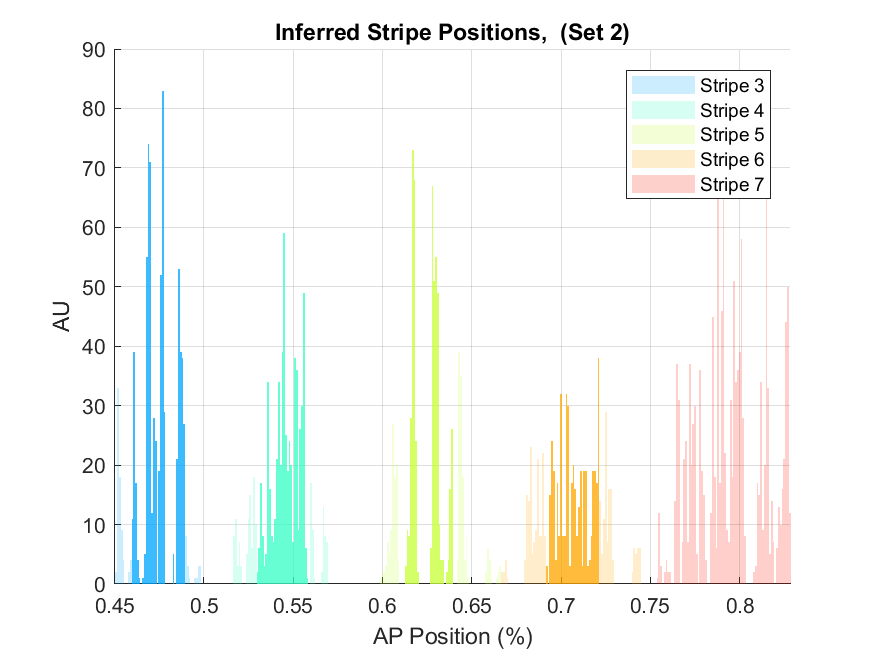 Inferred Stripe Positions,  (Set 2)
90
80
70
60
50
40
30
20
10
0
AU
Stripe 3
Stripe 4
Stripe 5
Stripe 6
Stripe 7
0.45 0.5 0.55 0.6 0.65 0.7 0.75 0.8
AP Position (%)